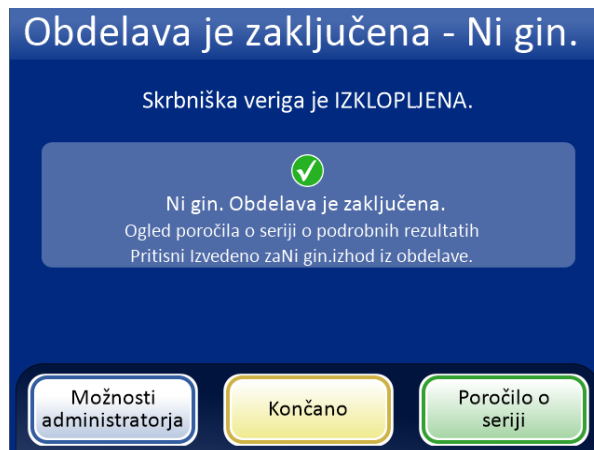 Obdelava je zaključena - Ni gin.
Skrbniška veriga je IZKLOPLJENA.
Ni gin. Obdelava je zaključena.
Ogled poročila o seriji o podrobnih rezultatih
Pritisni Izvedeno zaNi gin.izhod iz obdelave.
Možnosti
administratorja
Končano
Poročilo o
seriji